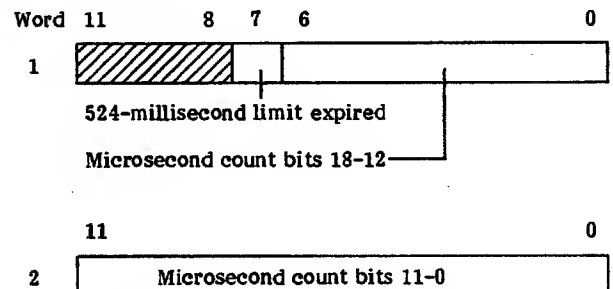 Word 11 8 7 6 0
1
524-millisecond limit expired
Microsecond count bits 18-12
11 0
2 Microsecond count bits 11-0